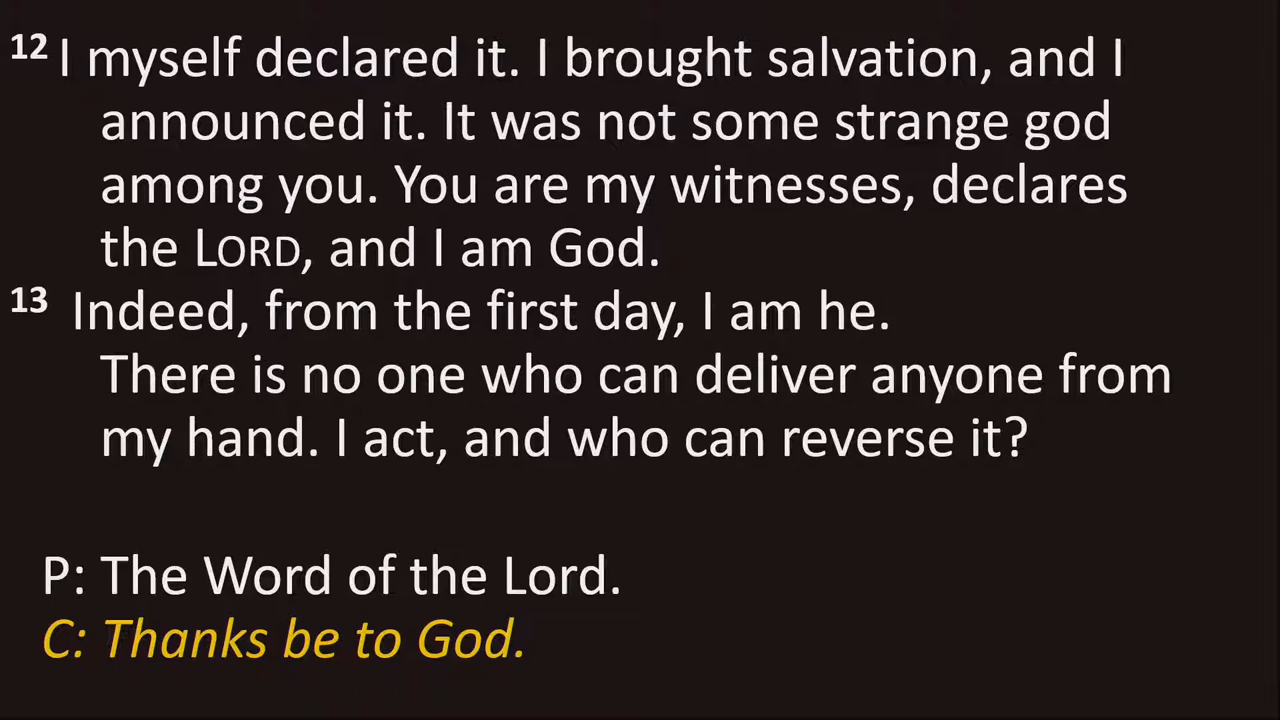 12 I myself declared it. I brought salvation, and I
announced it. It was not some strange god
among you. You are my witnesses, declares
the LORD, and I am God.
13 Indeed, from the first day, I am he.
There is no one who can deliver anyone from
my hand. I act, and who can reverse it?
P: The Word of the Lord.
C: Thanks be to God.